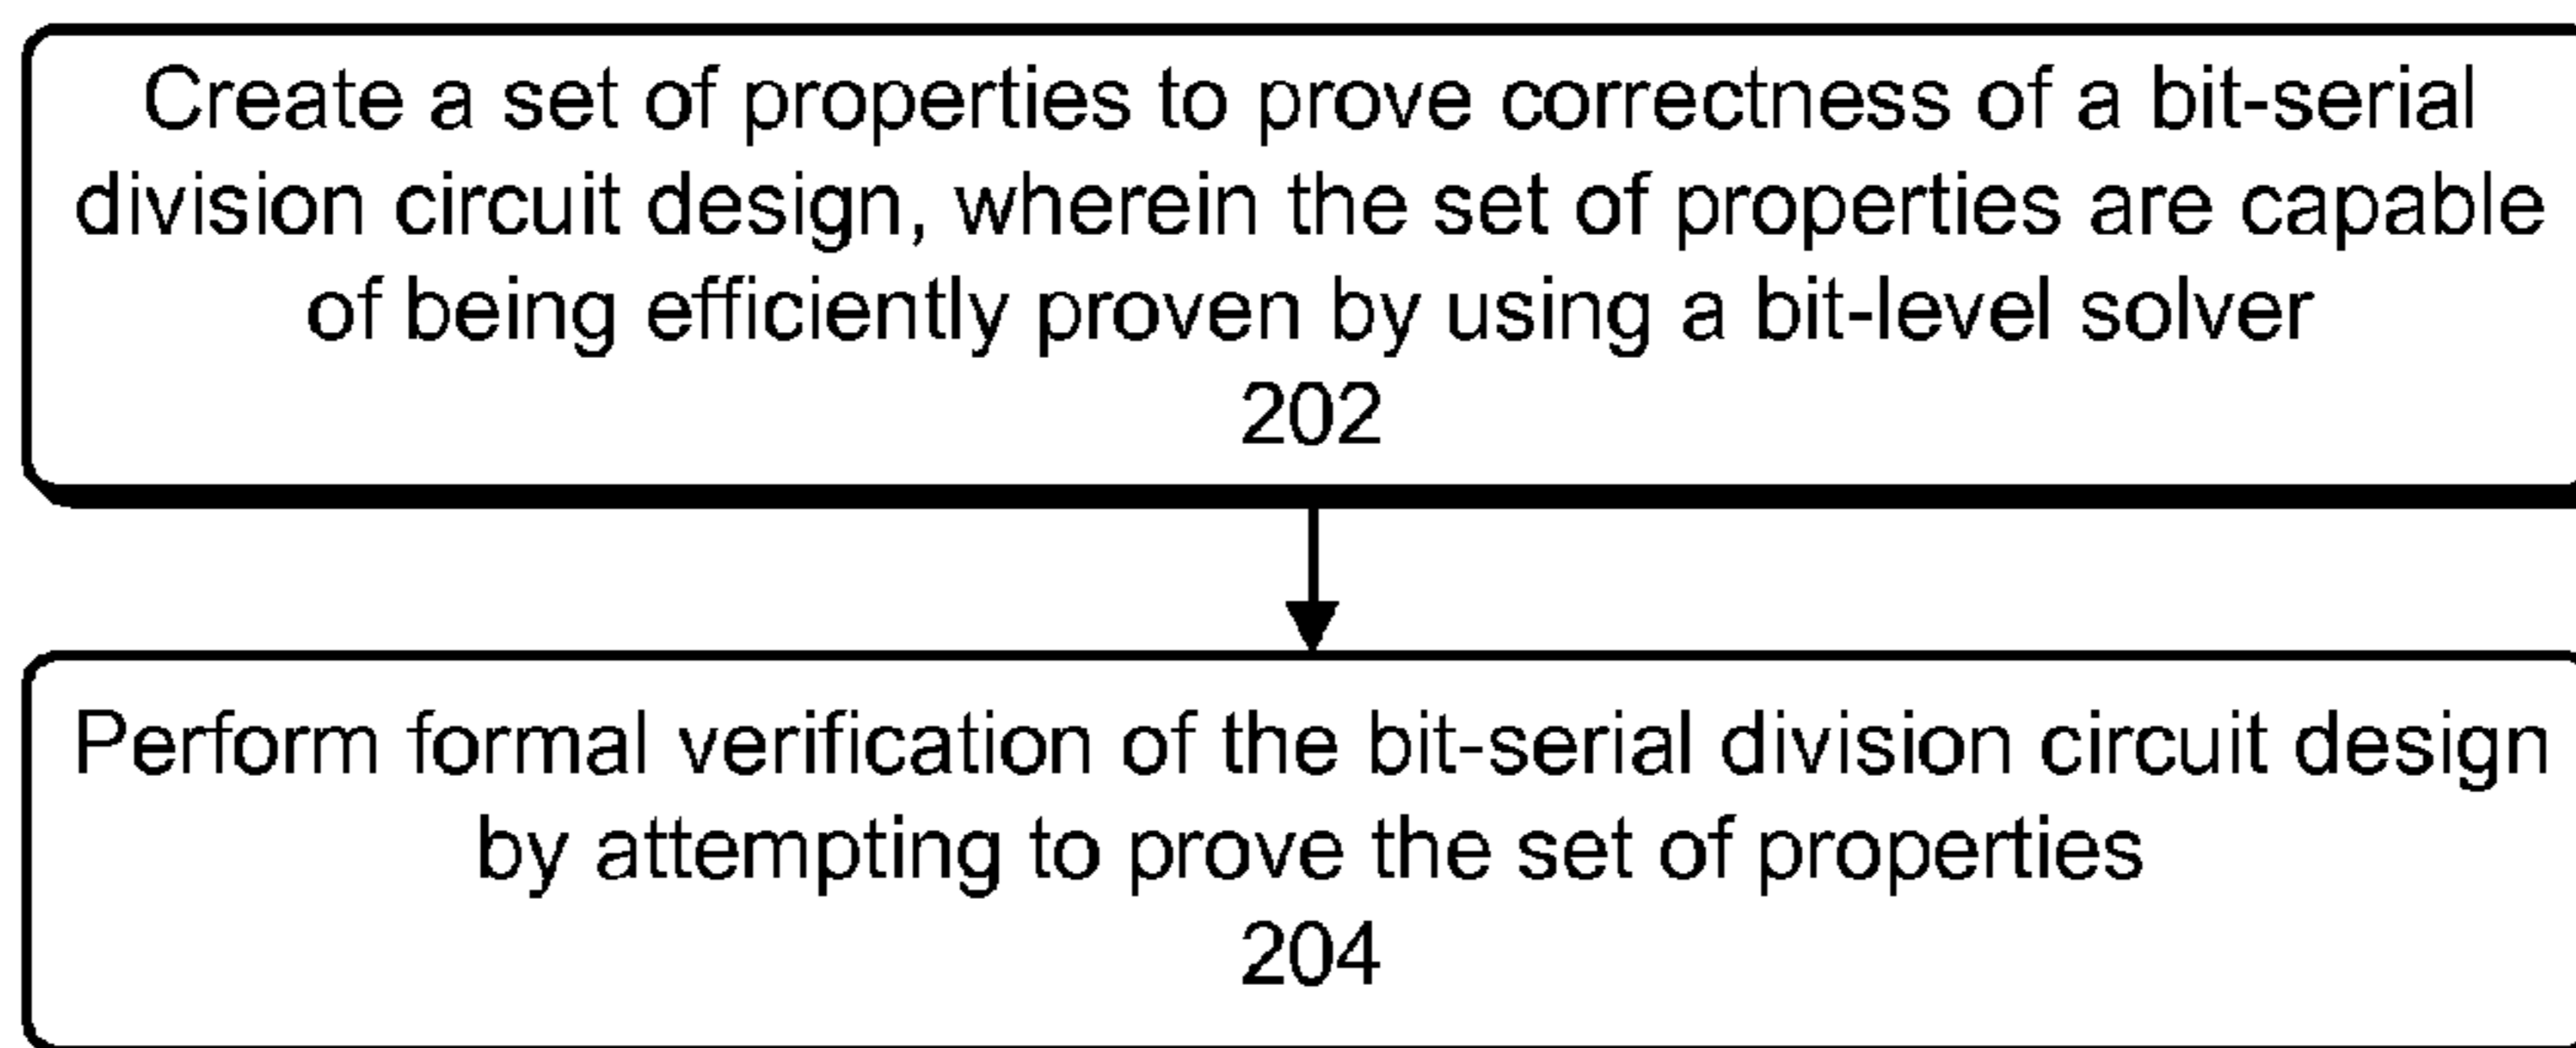 Create a set of properties to prove correctness of a bit-serial
division circuit design, wherein the set of properties are capable
of being efficiently proven by using a bit-level solver
202
Perform formal verification of the bit-serial division circuit design
by attempting to prove the set of properties
204